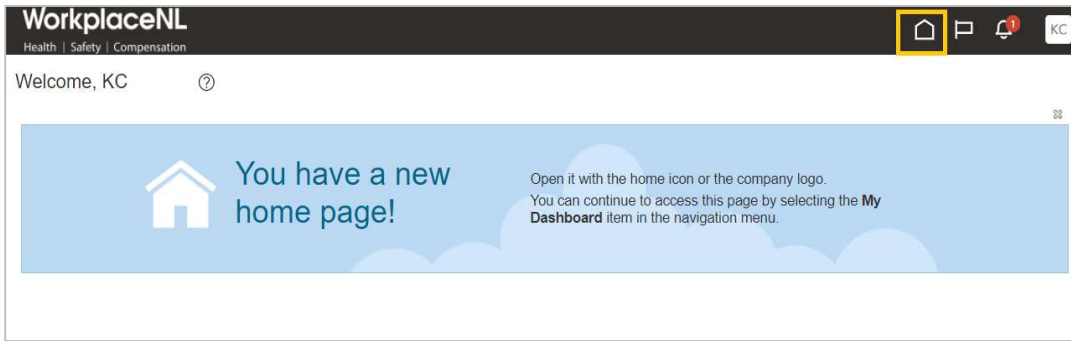 WorkplaceNL
Health | Safety | Compensation
1
KC
Welcome, KC
?
You have a new
home page!
Open it with the home icon or the company logo.
You can continue to access this page by selecting the My
Dashboard item in the navigation menu.